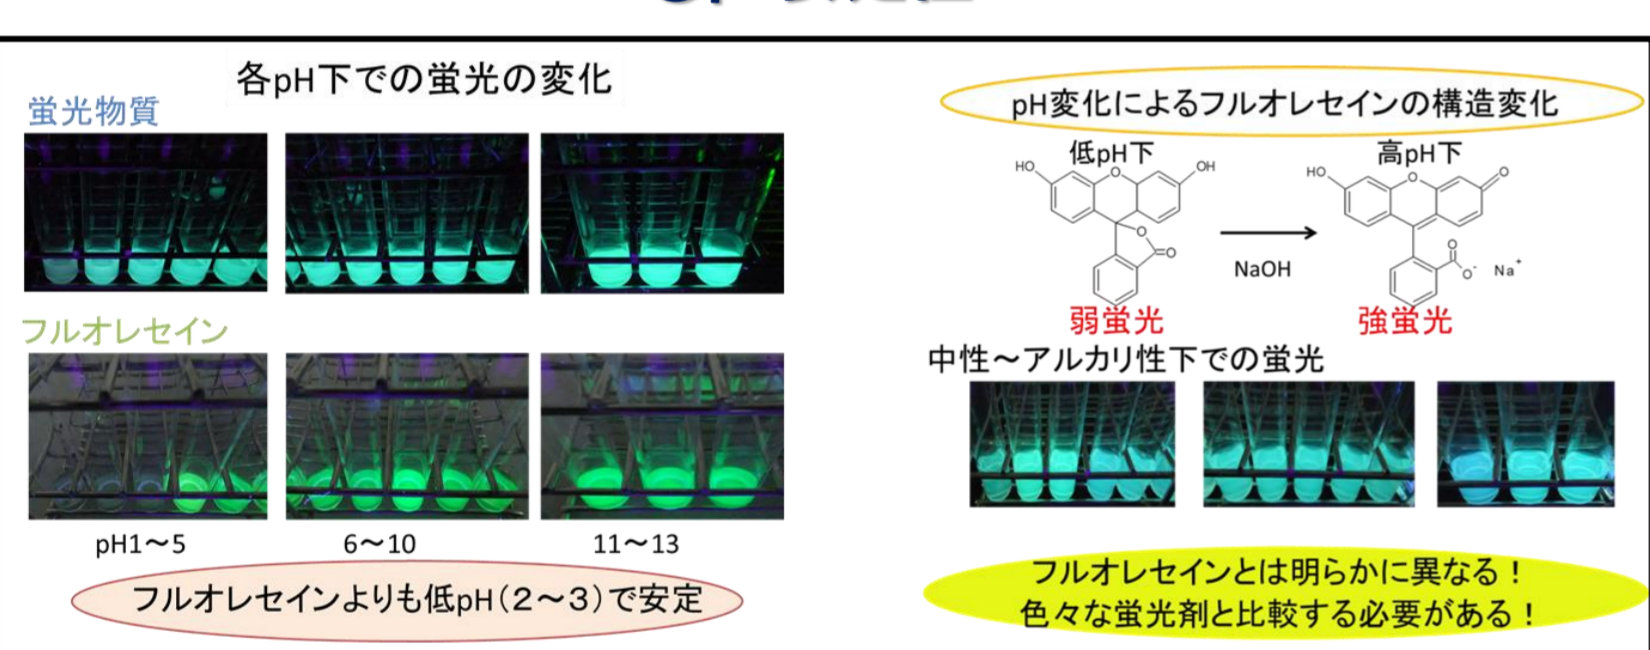 各pH下での蛍光の変化
蛍光物質
フルオレセイン
pH1～5
6～10
11～13
フルオレセインよりも低pH(2～3)で安定
pH変化によるフルオレセインの構造変化
低pH下
高pH下
HO
O
OH
O
O
NaOH
HO
O
O
O
O-
Na+
弱蛍光
強蛍光
中性～アルカリ性下での蛍光
フルオレセインとは明らかに異なる！
色々な蛍光剤と比較する必要がある！